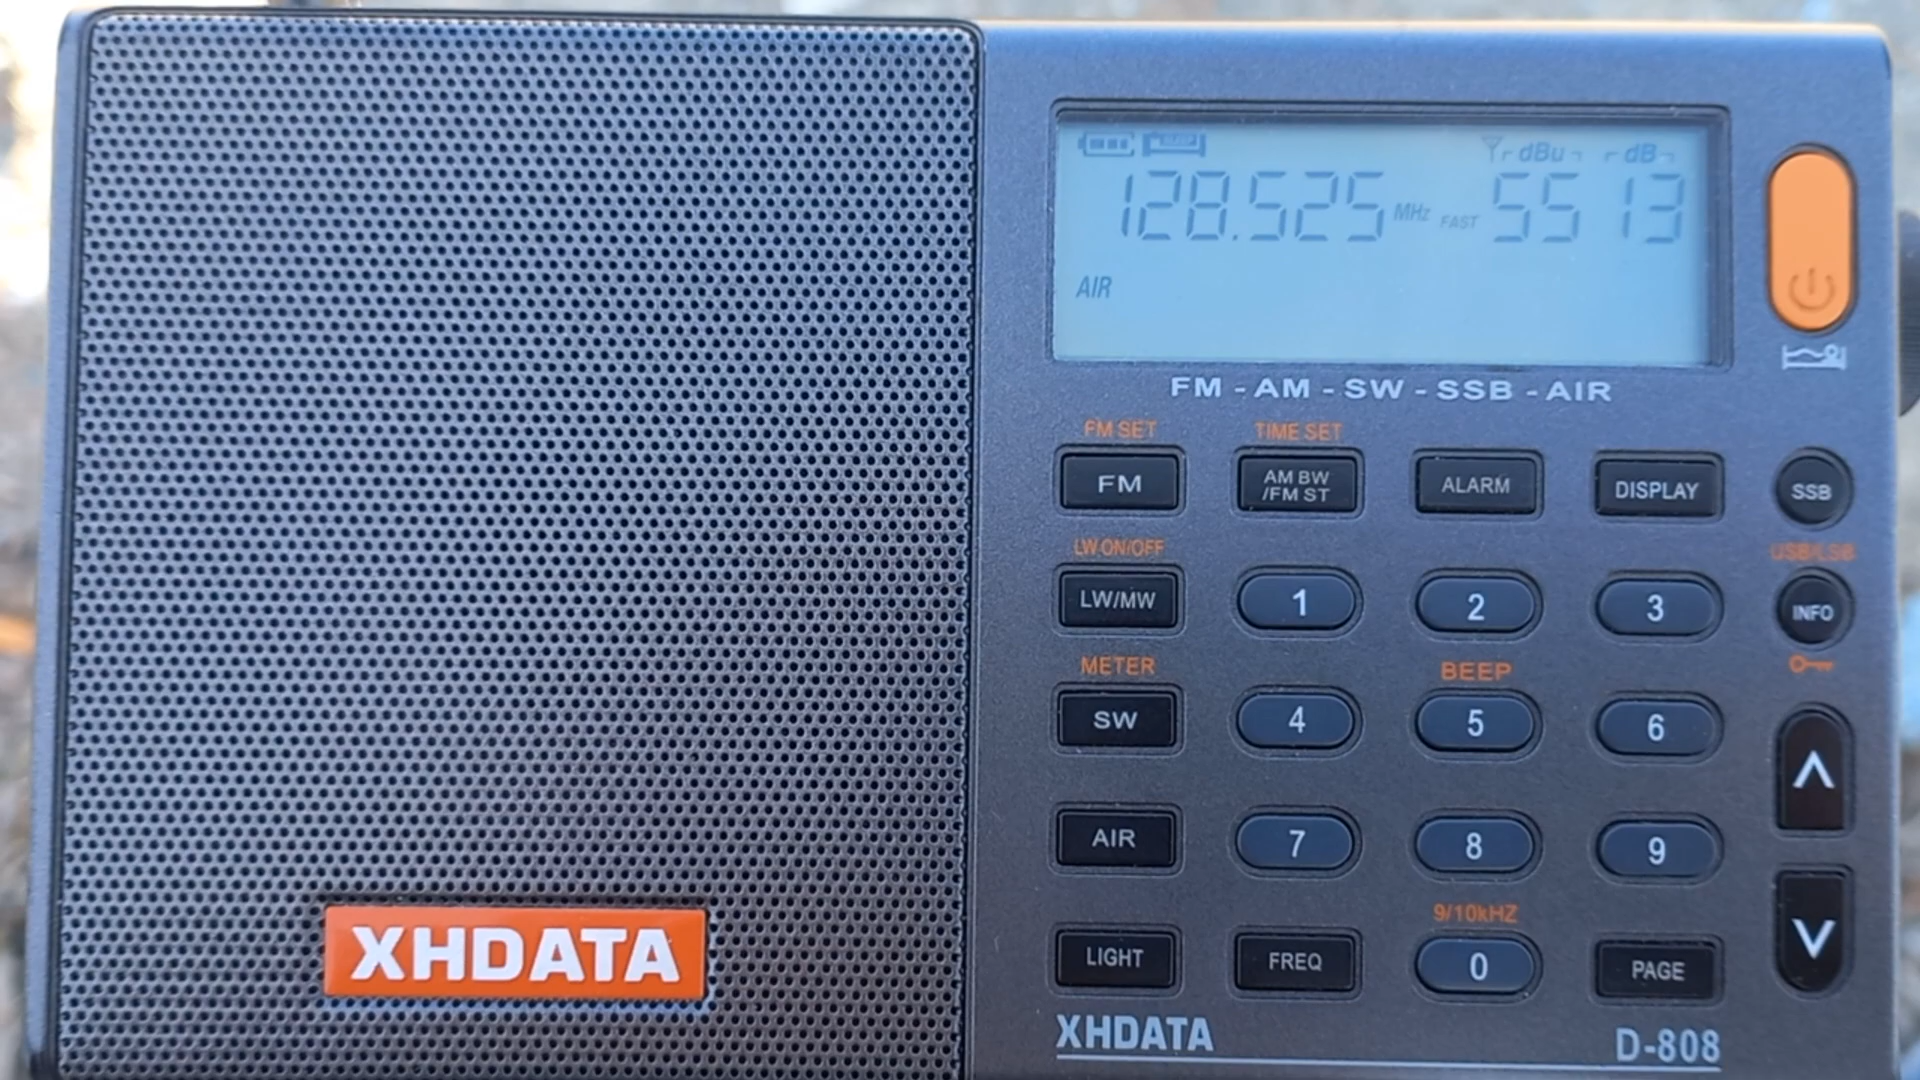 SLEEP
dBu dB
128.525 MHz FAST 55 13
AIR
FM - AM - SW - SSB - AIR
FM SET TIME SET
FM AM BW /FM ST ALARM DISPLAY SSB
LW ON/OFF USB/LSB
LW/MW 1 2 3 INFO
METER BEEP
SW 4 5 6
AIR 7 8 9
9/10kHZ
LIGHT FREQ 0 PAGE
XHDATA
XHDATA D-808